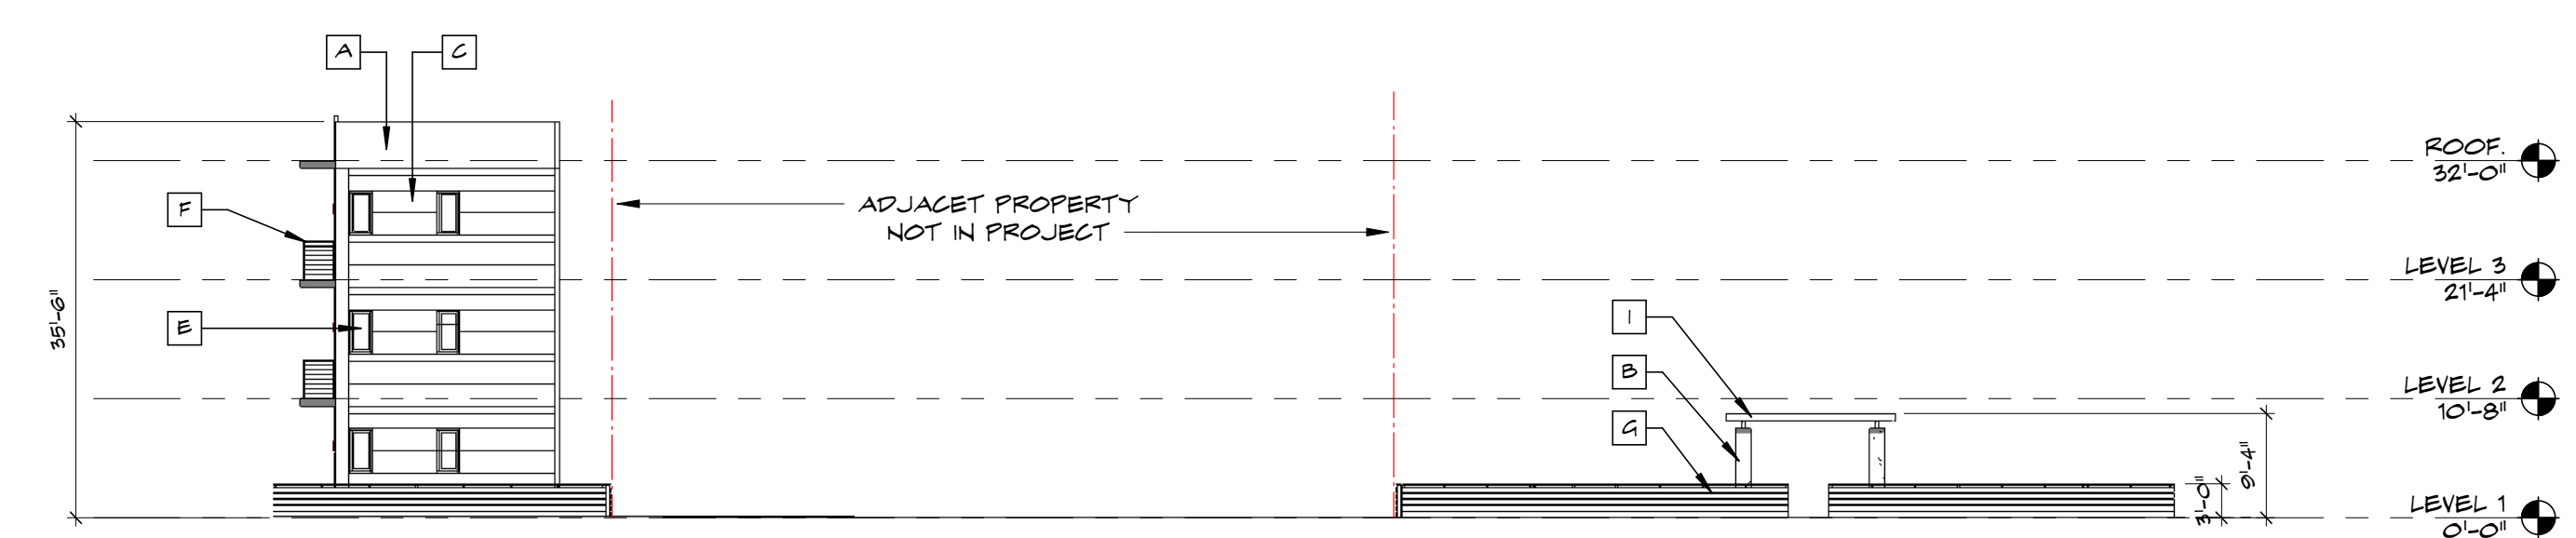 A
C
ROOF.
32'-0"
F
ADJACET PROPERTY
NOT IN PROJECT
LEVEL 3
21'-4"
35'-6"
E
I
B
LEVEL 2
10'-8"
G
9'-4"
3'-0"
LEVEL 1
0'-0"